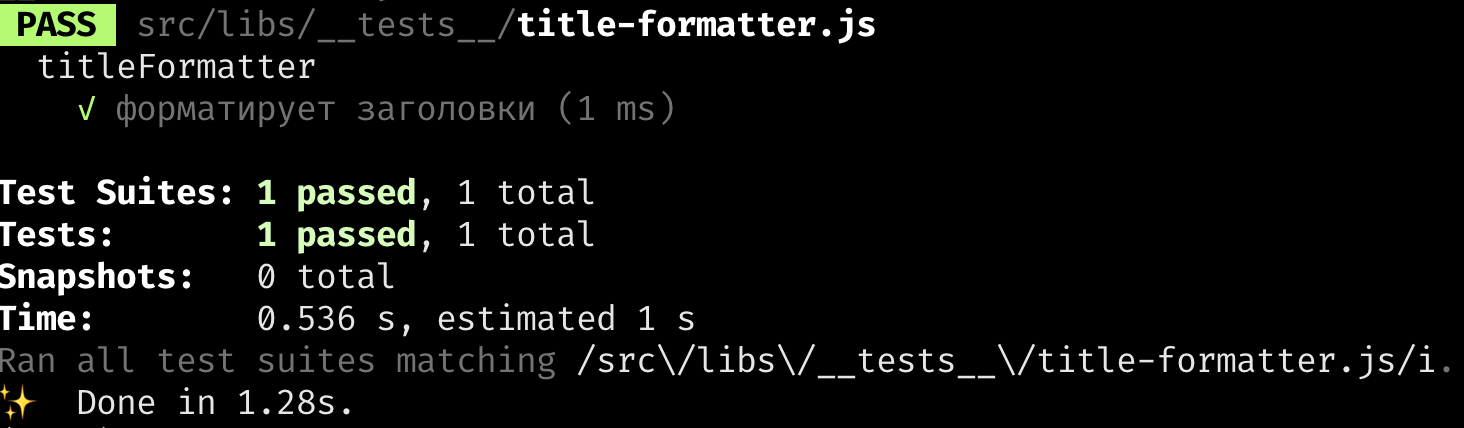 PASS src/libs/__tests__/title-formatter.js
titleFormatter
√ форматирует заголовки (1 ms)
Test Suites: 1 passed, 1 total
Tests: 1 passed, 1 total
Snapshots: 0 total
Time: 0.536 s, estimated 1 s
Ran all test suites matching /src\/libs\/__tests__\/title-formatter.js/i.
✨ Done in 1.28s.